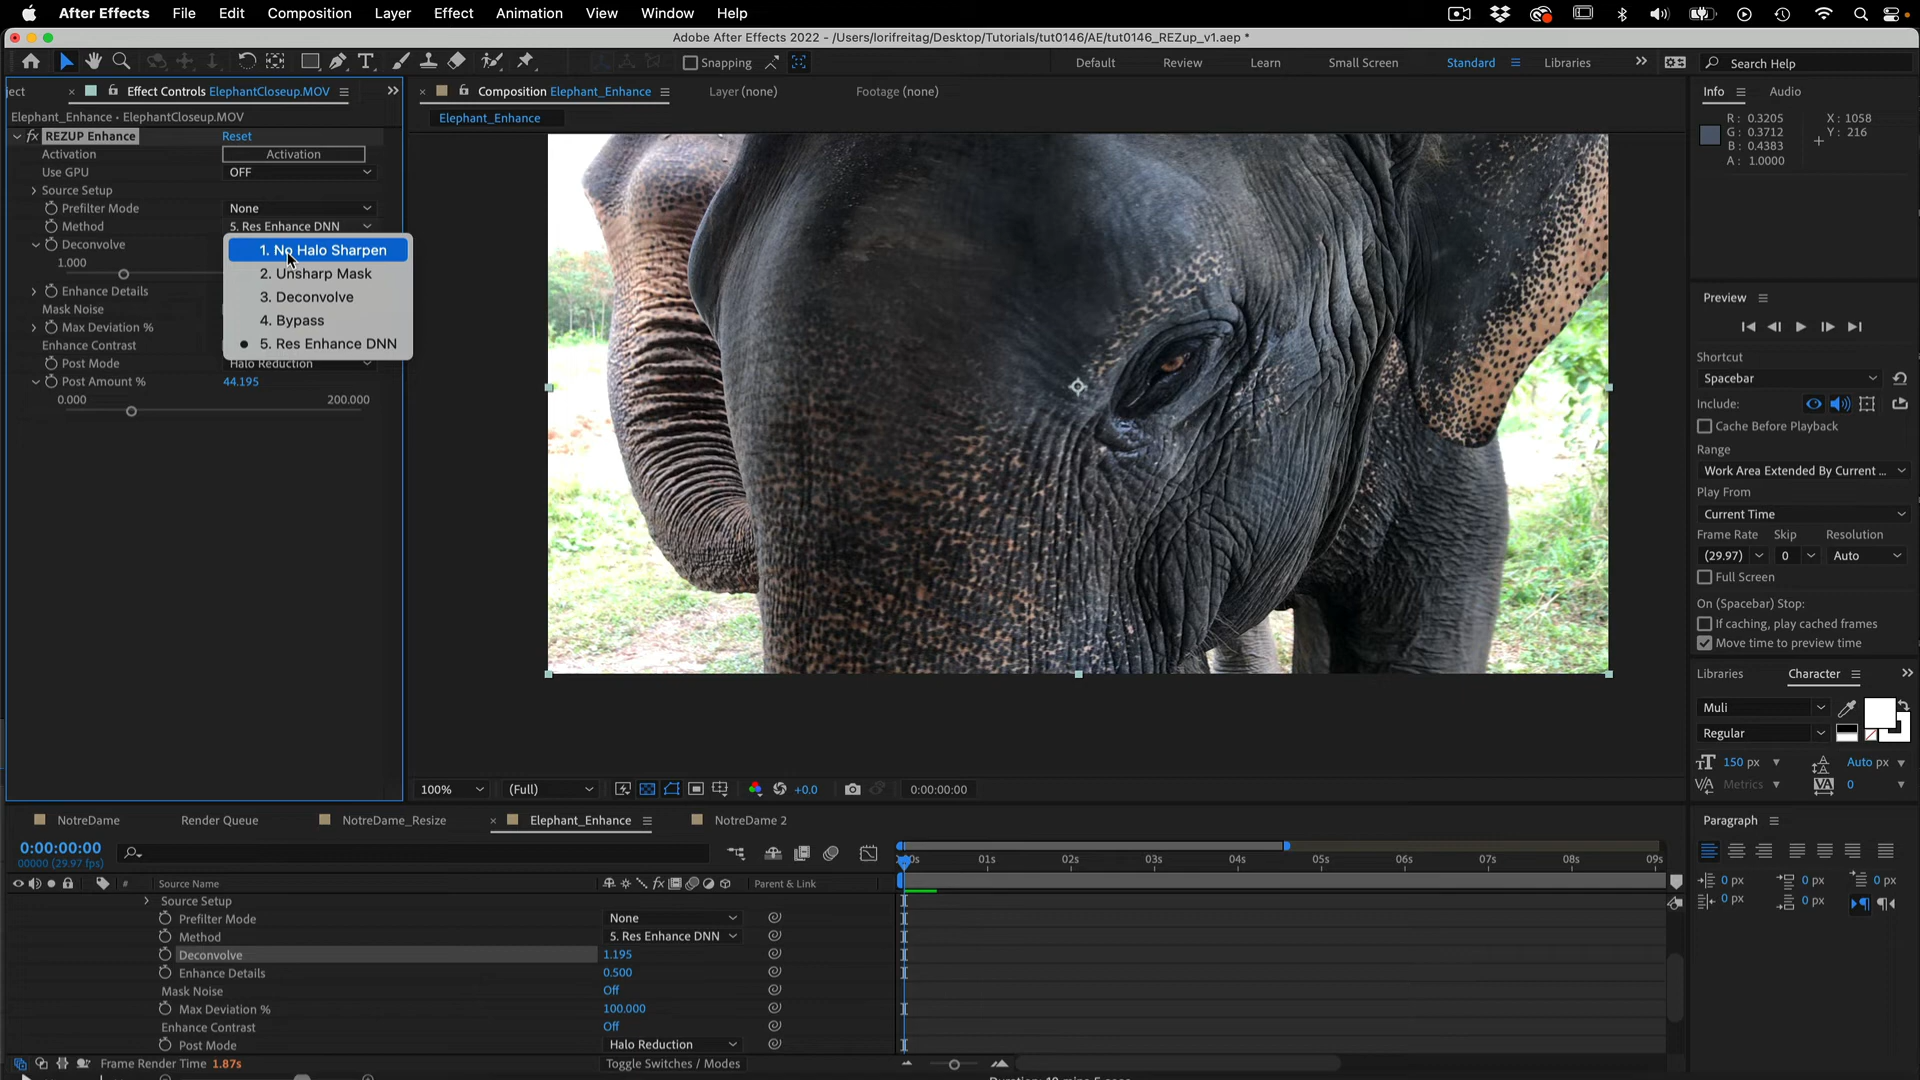 After Effects File Edit Composition Layer Effect Animation View Window Help
Adobe After Effects 2022 - /Users/lorifreitag/Desktop/Tutorials/tut0146/AE/tut0146_REZup_v1.aep *
Snapping
Default Review Learn Small Screen Standard Libraries
Search Help
ject
Effect Controls ElephantCloseup.MOV
Elephant_Enhance • ElephantCloseup.MOV
fx REZUP Enhance Reset
Activation Activation
Use GPU OFF
Source Setup
Prefilter Mode None
Method 5. Res Enhance DNN
Deconvolve
1.000
Enhance Details
Mask Noise
Max Deviation %
Enhance Contrast
Post Mode Halo Reduction
Post Amount % 44.195
0.000 200.000
1. No Halo Sharpen
2. Unsharp Mask
3. Deconvolve
4. Bypass
5. Res Enhance DNN
Composition Elephant_Enhance
Layer (none)
Footage (none)
Elephant_Enhance
100% (Full) +0.0 0:00:00:00
Info Audio
R: 0.3205 X: 1058
G: 0.3712 Y: 216
B: 0.4383
A: 1.0000
Preview
Shortcut
Spacebar
Include:
Cache Before Playback
Range
Work Area Extended By Current ...
Play From
Current Time
Frame Rate Skip Resolution
(29.97) 0 Auto
Full Screen
On (Spacebar) Stop:
If caching, play cached frames
Move time to preview time
Libraries Character
Muli
Regular
150 px Auto px
Metrics 0
Paragraph
0 px 0 px 0 px
0 px 0 px
NotreDame Render Queue NotreDame_Resize Elephant_Enhance NotreDame 2
0:00:00:00
00000 (29.97 fps)
# Source Name fx Parent & Link
01s 02s 03s 04s 05s 06s 07s 08s 09s
Source Setup
Prefilter Mode None
Method 5. Res Enhance DNN
Deconvolve 1.195
Enhance Details 0.500
Mask Noise Off
Max Deviation % 100.000
Enhance Contrast Off
Post Mode Halo Reduction
Frame Render Time 1.87s
Toggle Switches / Modes